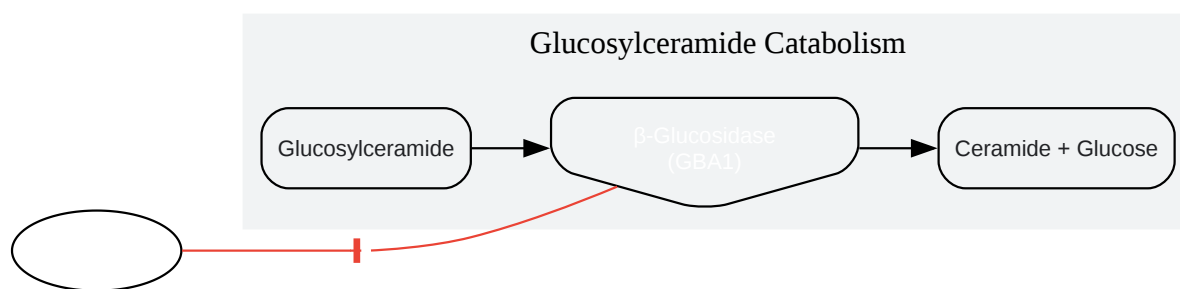 Glucosylceramide Catabolism
Glucosylceramide
β-Glucosidase
(GBA1)
Ceramide + Glucose